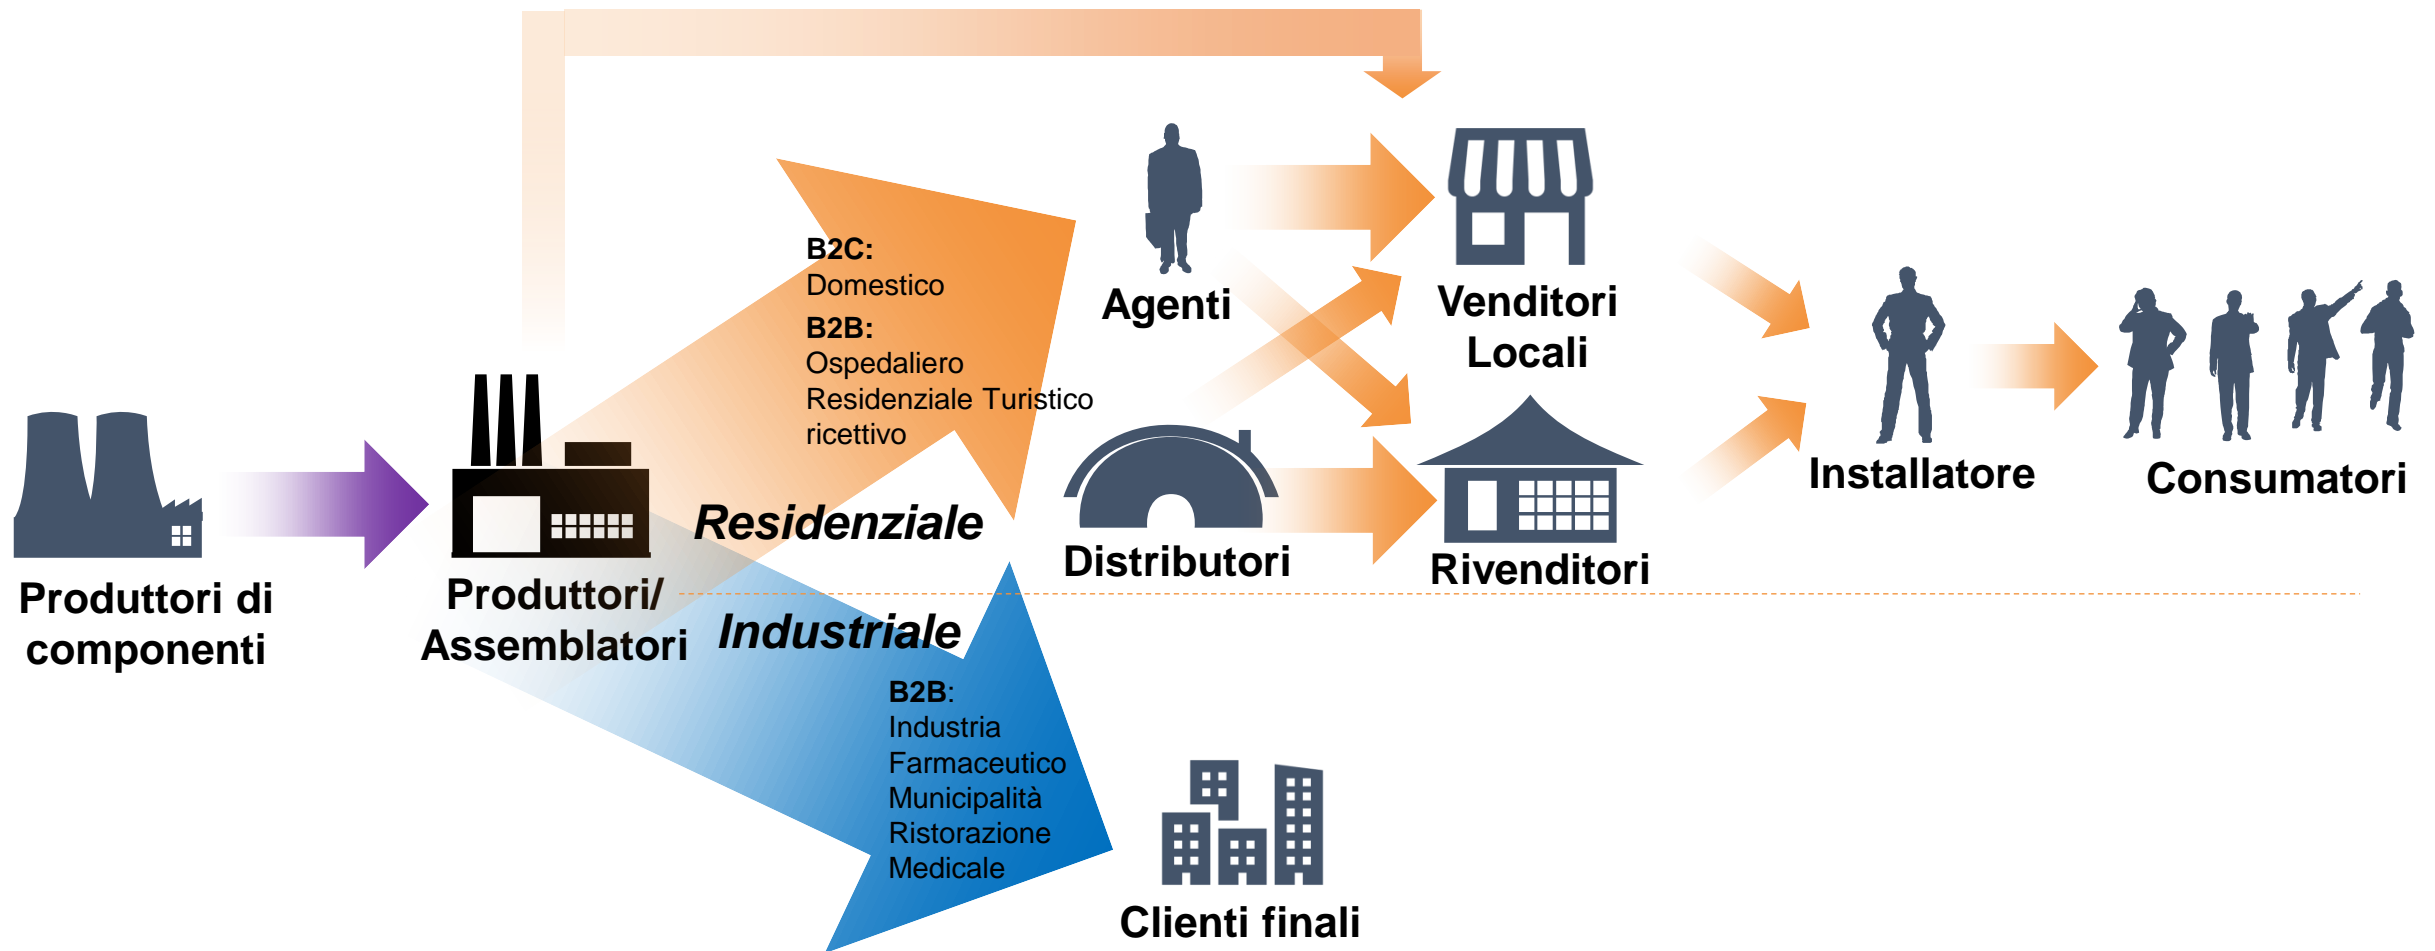 B2C:
Domestico
B2B:
Ospedaliero
Residenziale Turistico
ricettivo
Agenti
Venditori
Locali
Installatore
Consumatori
Residenziale
Distributori
Rivenditori
Produttori di
componenti
Produttori/
Assemblatori
Industriale
B2B:
Industria
Farmaceutico
Municipalità
Ristorazione
Medicale
Clienti finali